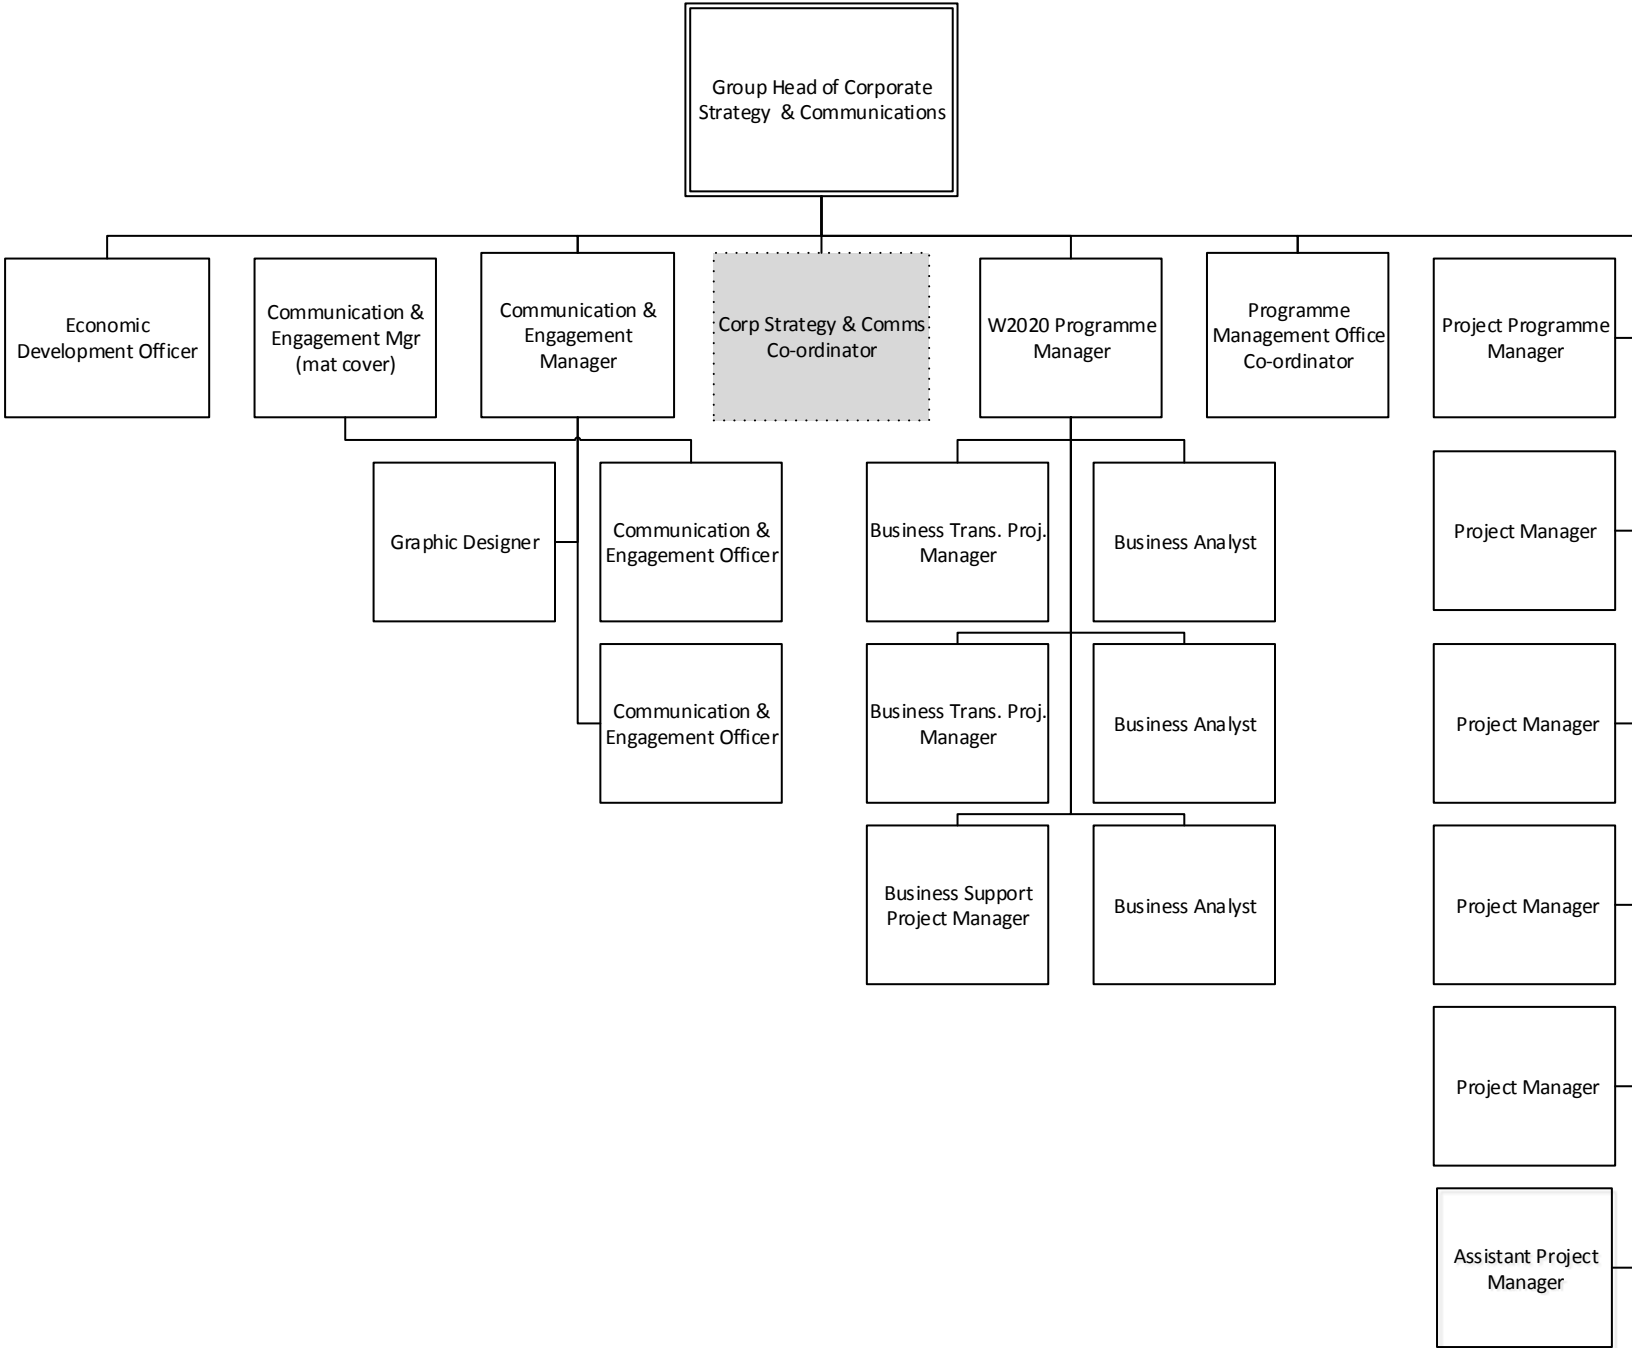 Group Head of Corporate
Strategy & Communications
Economic
Development Officer
Communication &
Engagement Mgr
(mat cover)
Communication &
Engagement
Manager
Corp Strategy & Comms
Co-ordinator
W2020 Programme
Manager
Programme
Management Office
Co-ordinator
Project Programme
Manager
Graphic Designer
Communication &
Engagement Officer
Business Trans. Proj.
Manager
Business Analyst
Project Manager
Communication &
Engagement Officer
Business Trans. Proj.
Manager
Business Analyst
Project Manager
Business Support
Project Manager
Business Analyst
Project Manager
Project Manager
Assistant Project
Manager